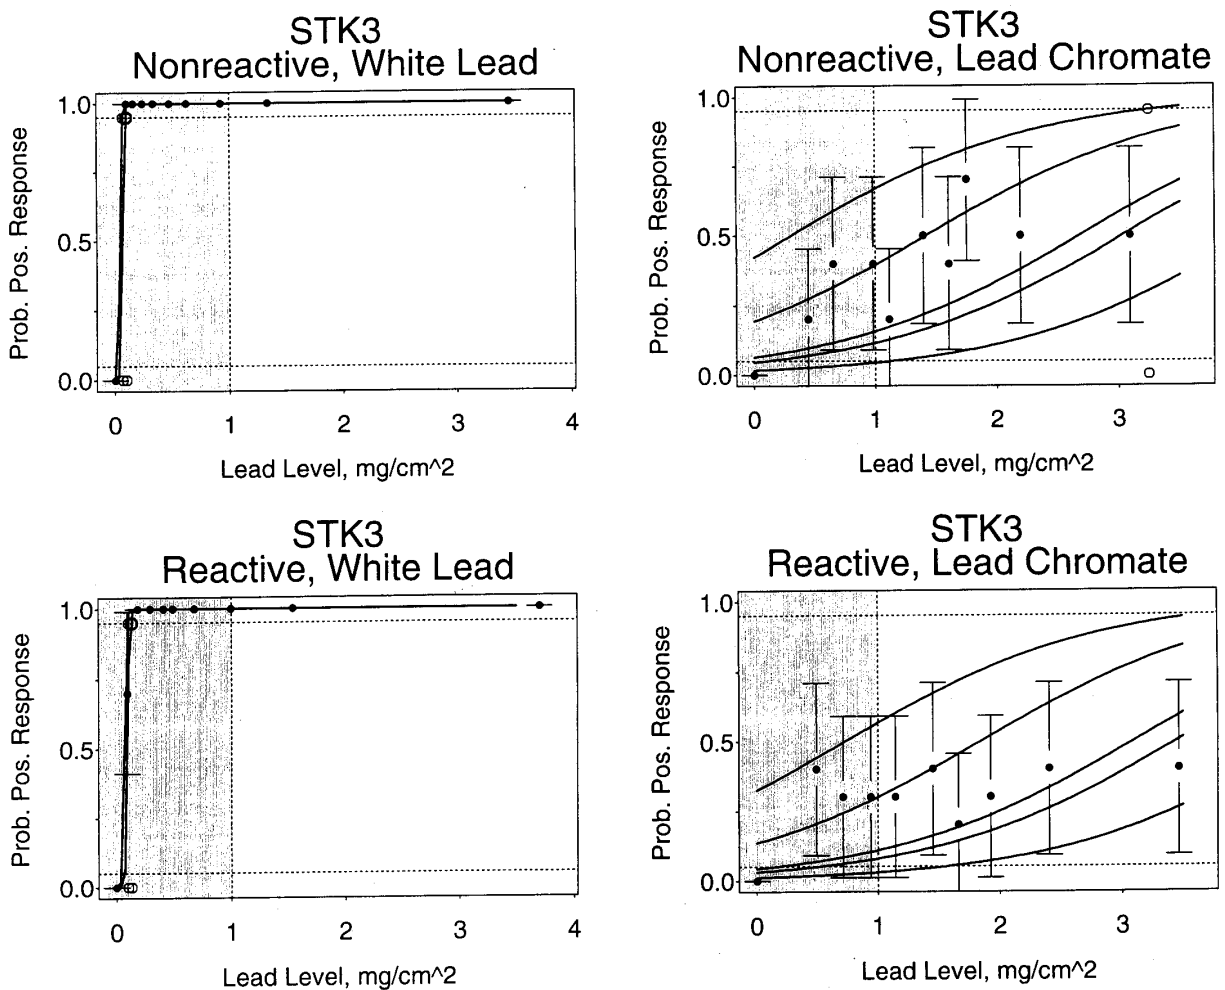 STK3
Nonreactive, White Lead
Prob. Pos. Response
1.0
0.5
0.0
0 1 2 3 4
Lead Level, mg/cm^2
STK3
Nonreactive, Lead Chromate
Prob. Pos. Response
1.0
0.5
0.0
0 1 2 3
Lead Level, mg/cm^2
STK3
Reactive, White Lead
Prob. Pos. Response
1.0
0.5
0.0
0 1 2 3 4
Lead Level, mg/cm^2
STK3
Reactive, Lead Chromate
Prob. Pos. Response
1.0
0.5
0.0
0 1 2 3
Lead Level, mg/cm^2